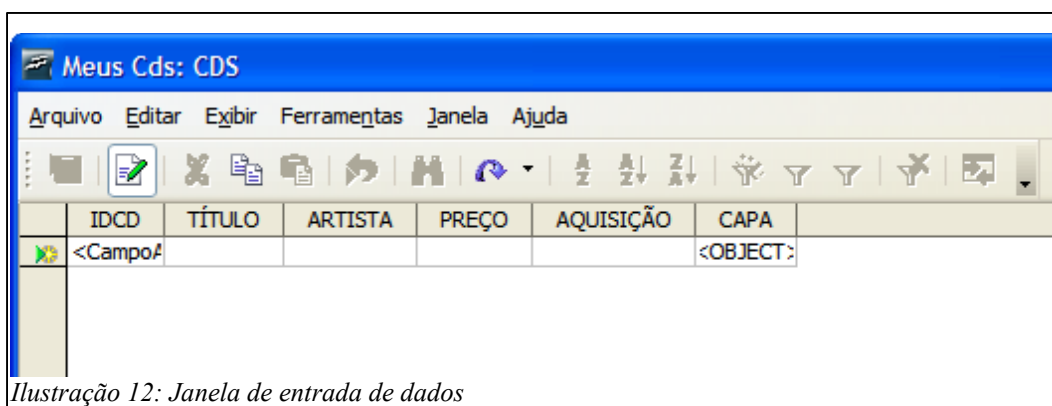 Meus Cds: CDS
Arquivo Editar Exibir Ferramentas Janela Ajuda
IDCD TÍTULO ARTISTA PREÇO AQUISIÇÃO CAPA
<CampoA <OBJECT>
Ilustração 12: Janela de entrada de dados